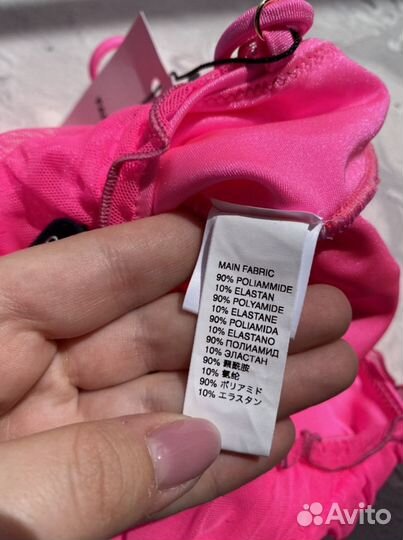 MAIN FABRIC
90% POLIAMMIDE
10% ELASTAN
90% POLYAMIDE
10% ELASTANE
90% POLIAMIDA
10% ELASTANO
90% ПОЛИАМИД
10% ЭЛАСТАН
90% 聚酰胺
10% 氨纶
90% ポリアミド
10% エラスタン
Avito